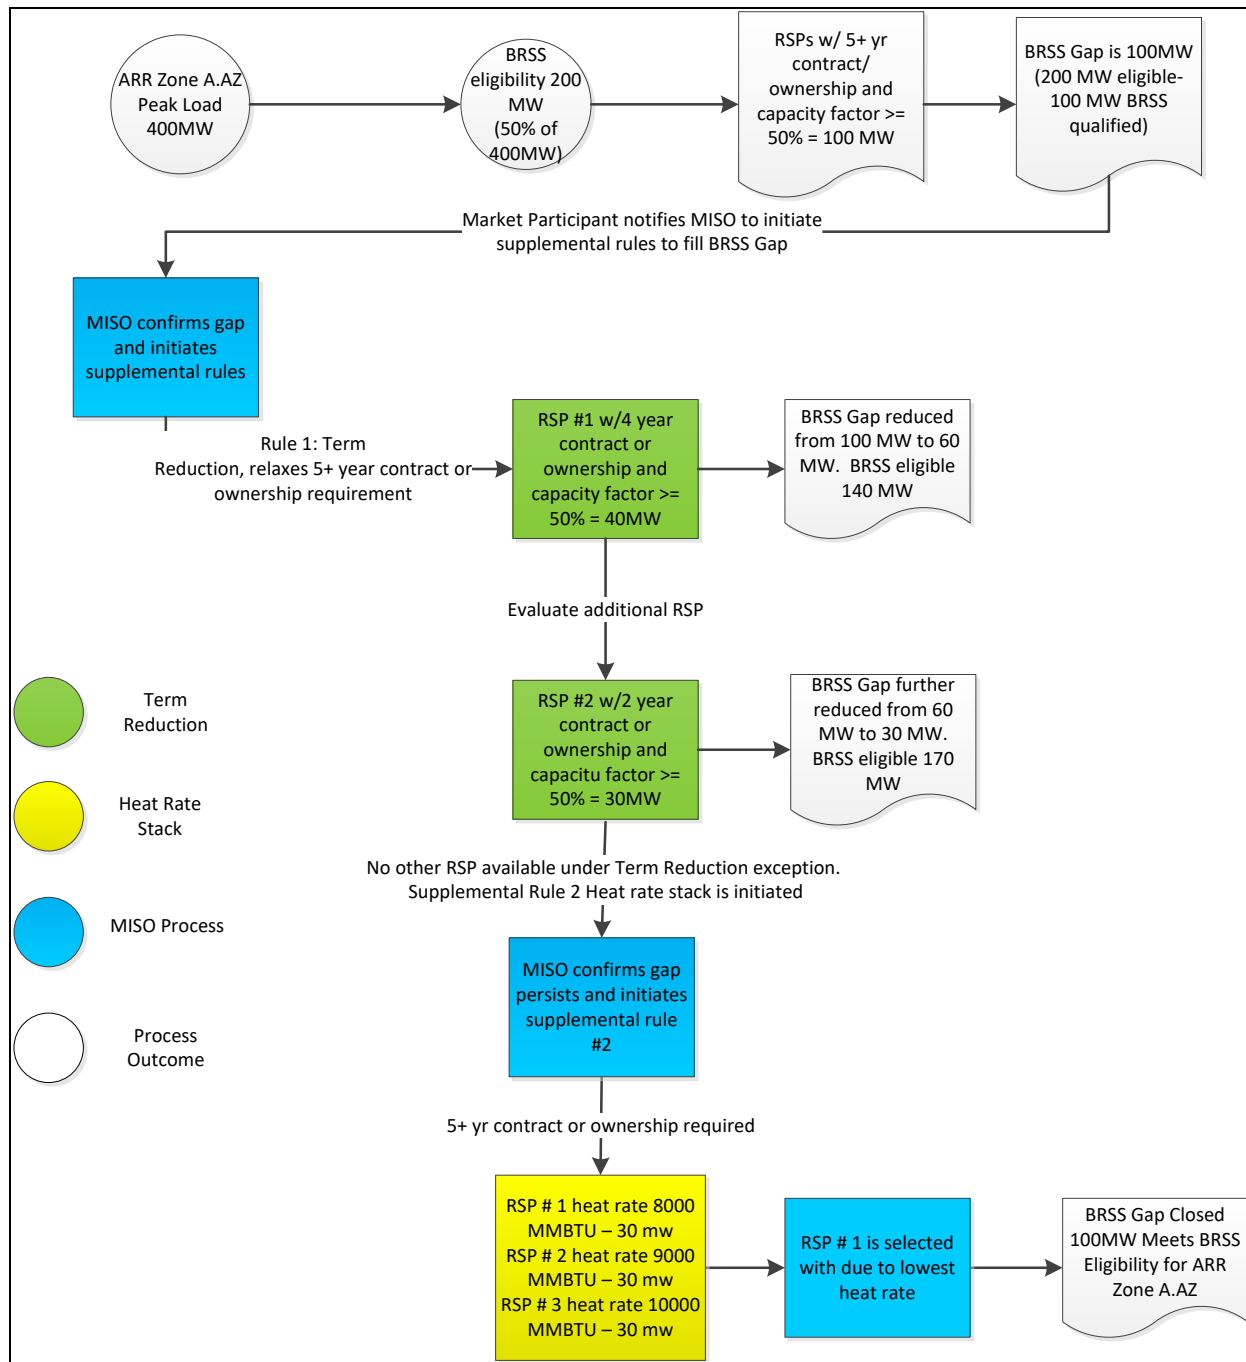 ARR Zone A.AZ
Peak Load
400MW
BRSS
eligibility 200
MW
(50% of
400MW)
RSPs w/ 5+ yr
contract/
ownership and
capacity factor >=
50% = 100 MW
BRSS Gap is 100MW
(200 MW eligible-
100 MW BRSS
qualified)
Market Participant notifies MISO to initiate
supplemental rules to fill BRSS Gap
MISO confirms gap
and initiates
supplemental rules
Rule 1: Term
Reduction, relaxes 5+ year contract or
ownership requirement
RSP #1 w/4 year
contract or
ownership and
capacity factor >=
50% = 40MW
BRSS Gap reduced
from 100 MW to 60
MW.  BRSS eligible
140 MW
Evaluate additional RSP
RSP #2 w/2 year
contract or
ownership and
capacitu factor >=
50% = 30MW
BRSS Gap further
reduced from 60
MW to 30 MW.
BRSS eligible 170
MW
Term
Reduction
Heat Rate
Stack
MISO Process
Process
Outcome
No other RSP available under Term Reduction exception.
Supplemental Rule 2 Heat rate stack is initiated
MISO confirms gap
persists and initiates
supplemental rule
#2
5+ yr contract or ownership required
RSP # 1 heat rate 8000
MMBTU – 30 mw
RSP # 2 heat rate 9000
MMBTU – 30 mw
RSP # 3 heat rate 10000
MMBTU – 30 mw
RSP # 1 is selected
with due to lowest
heat rate
BRSS Gap Closed
100MW Meets BRSS
Eligibility for ARR
Zone A.AZ